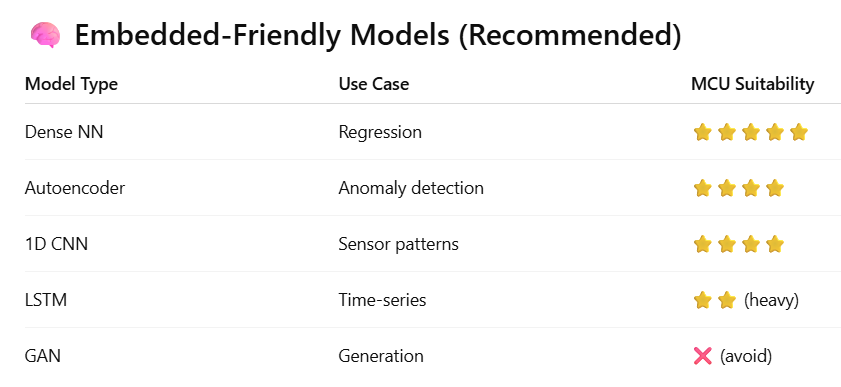 🧠 Embedded-Friendly Models (Recommended)
Model Type Use Case MCU Suitability
Dense NN Regression ⭐⭐⭐⭐⭐
Autoencoder Anomaly detection ⭐⭐⭐⭐
1D CNN Sensor patterns ⭐⭐⭐⭐
LSTM Time-series ⭐⭐ (heavy)
GAN Generation ❌ (avoid)